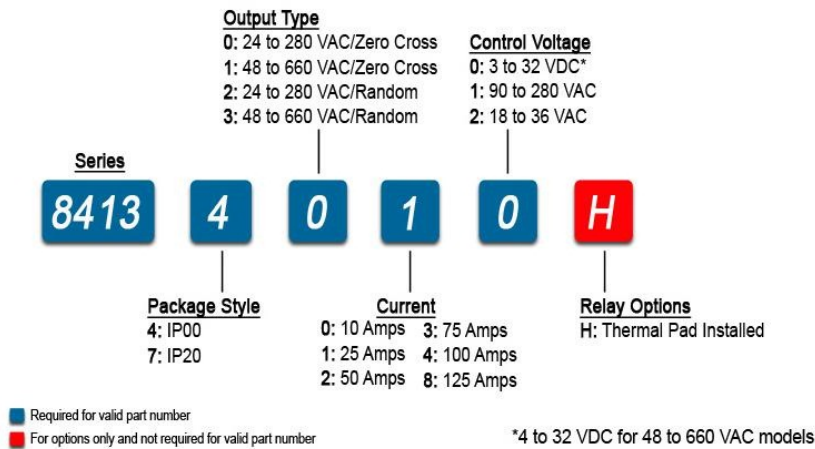 Output Type
0: 24 to 280 VAC/Zero Cross
1: 48 to 660 VAC/Zero Cross
2: 24 to 280 VAC/Random
3: 48 to 660 VAC/Random
Control Voltage
0: 3 to 32 VDC*
1: 90 to 280 VAC
2: 18 to 36 VAC
Series
8413 4 0 1 0 H
Package Style
4: IP00
7: IP20
Current
0: 10 Amps 3: 75 Amps
1: 25 Amps 4: 100 Amps
2: 50 Amps 8: 125 Amps
Relay Options
H: Thermal Pad Installed
Required for valid part number
For options only and not required for valid part number
*4 to 32 VDC for 48 to 660 VAC models